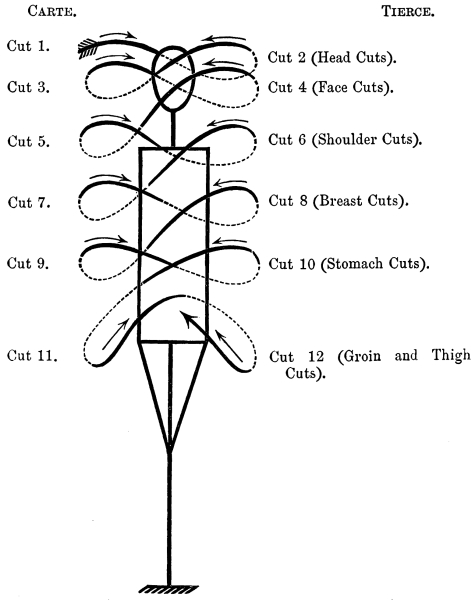 CARTE. TIERCE.
Cut 1.
Cut 2 (Head Cuts).
Cut 3. Cut 4 (Face Cuts).
Cut 5. Cut 6 (Shoulder Cuts).
Cut 7. Cut 8 (Breast Cuts).
Cut 9. Cut 10 (Stomach Cuts).
Cut 11. Cut 12 (Groin and Thigh
Cuts).